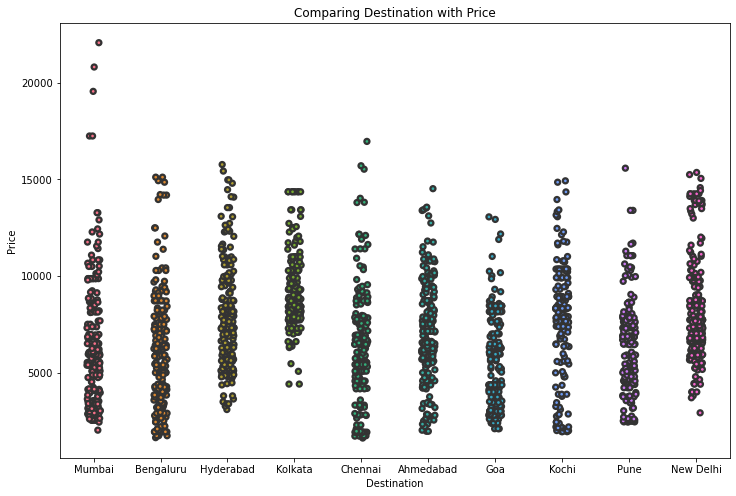 Comparing Destination with Price
Price
20000
15000
10000
5000
Mumbai Bengaluru Hyderabad Kolkata Chennai Ahmedabad Goa Kochi Pune New Delhi
Destination